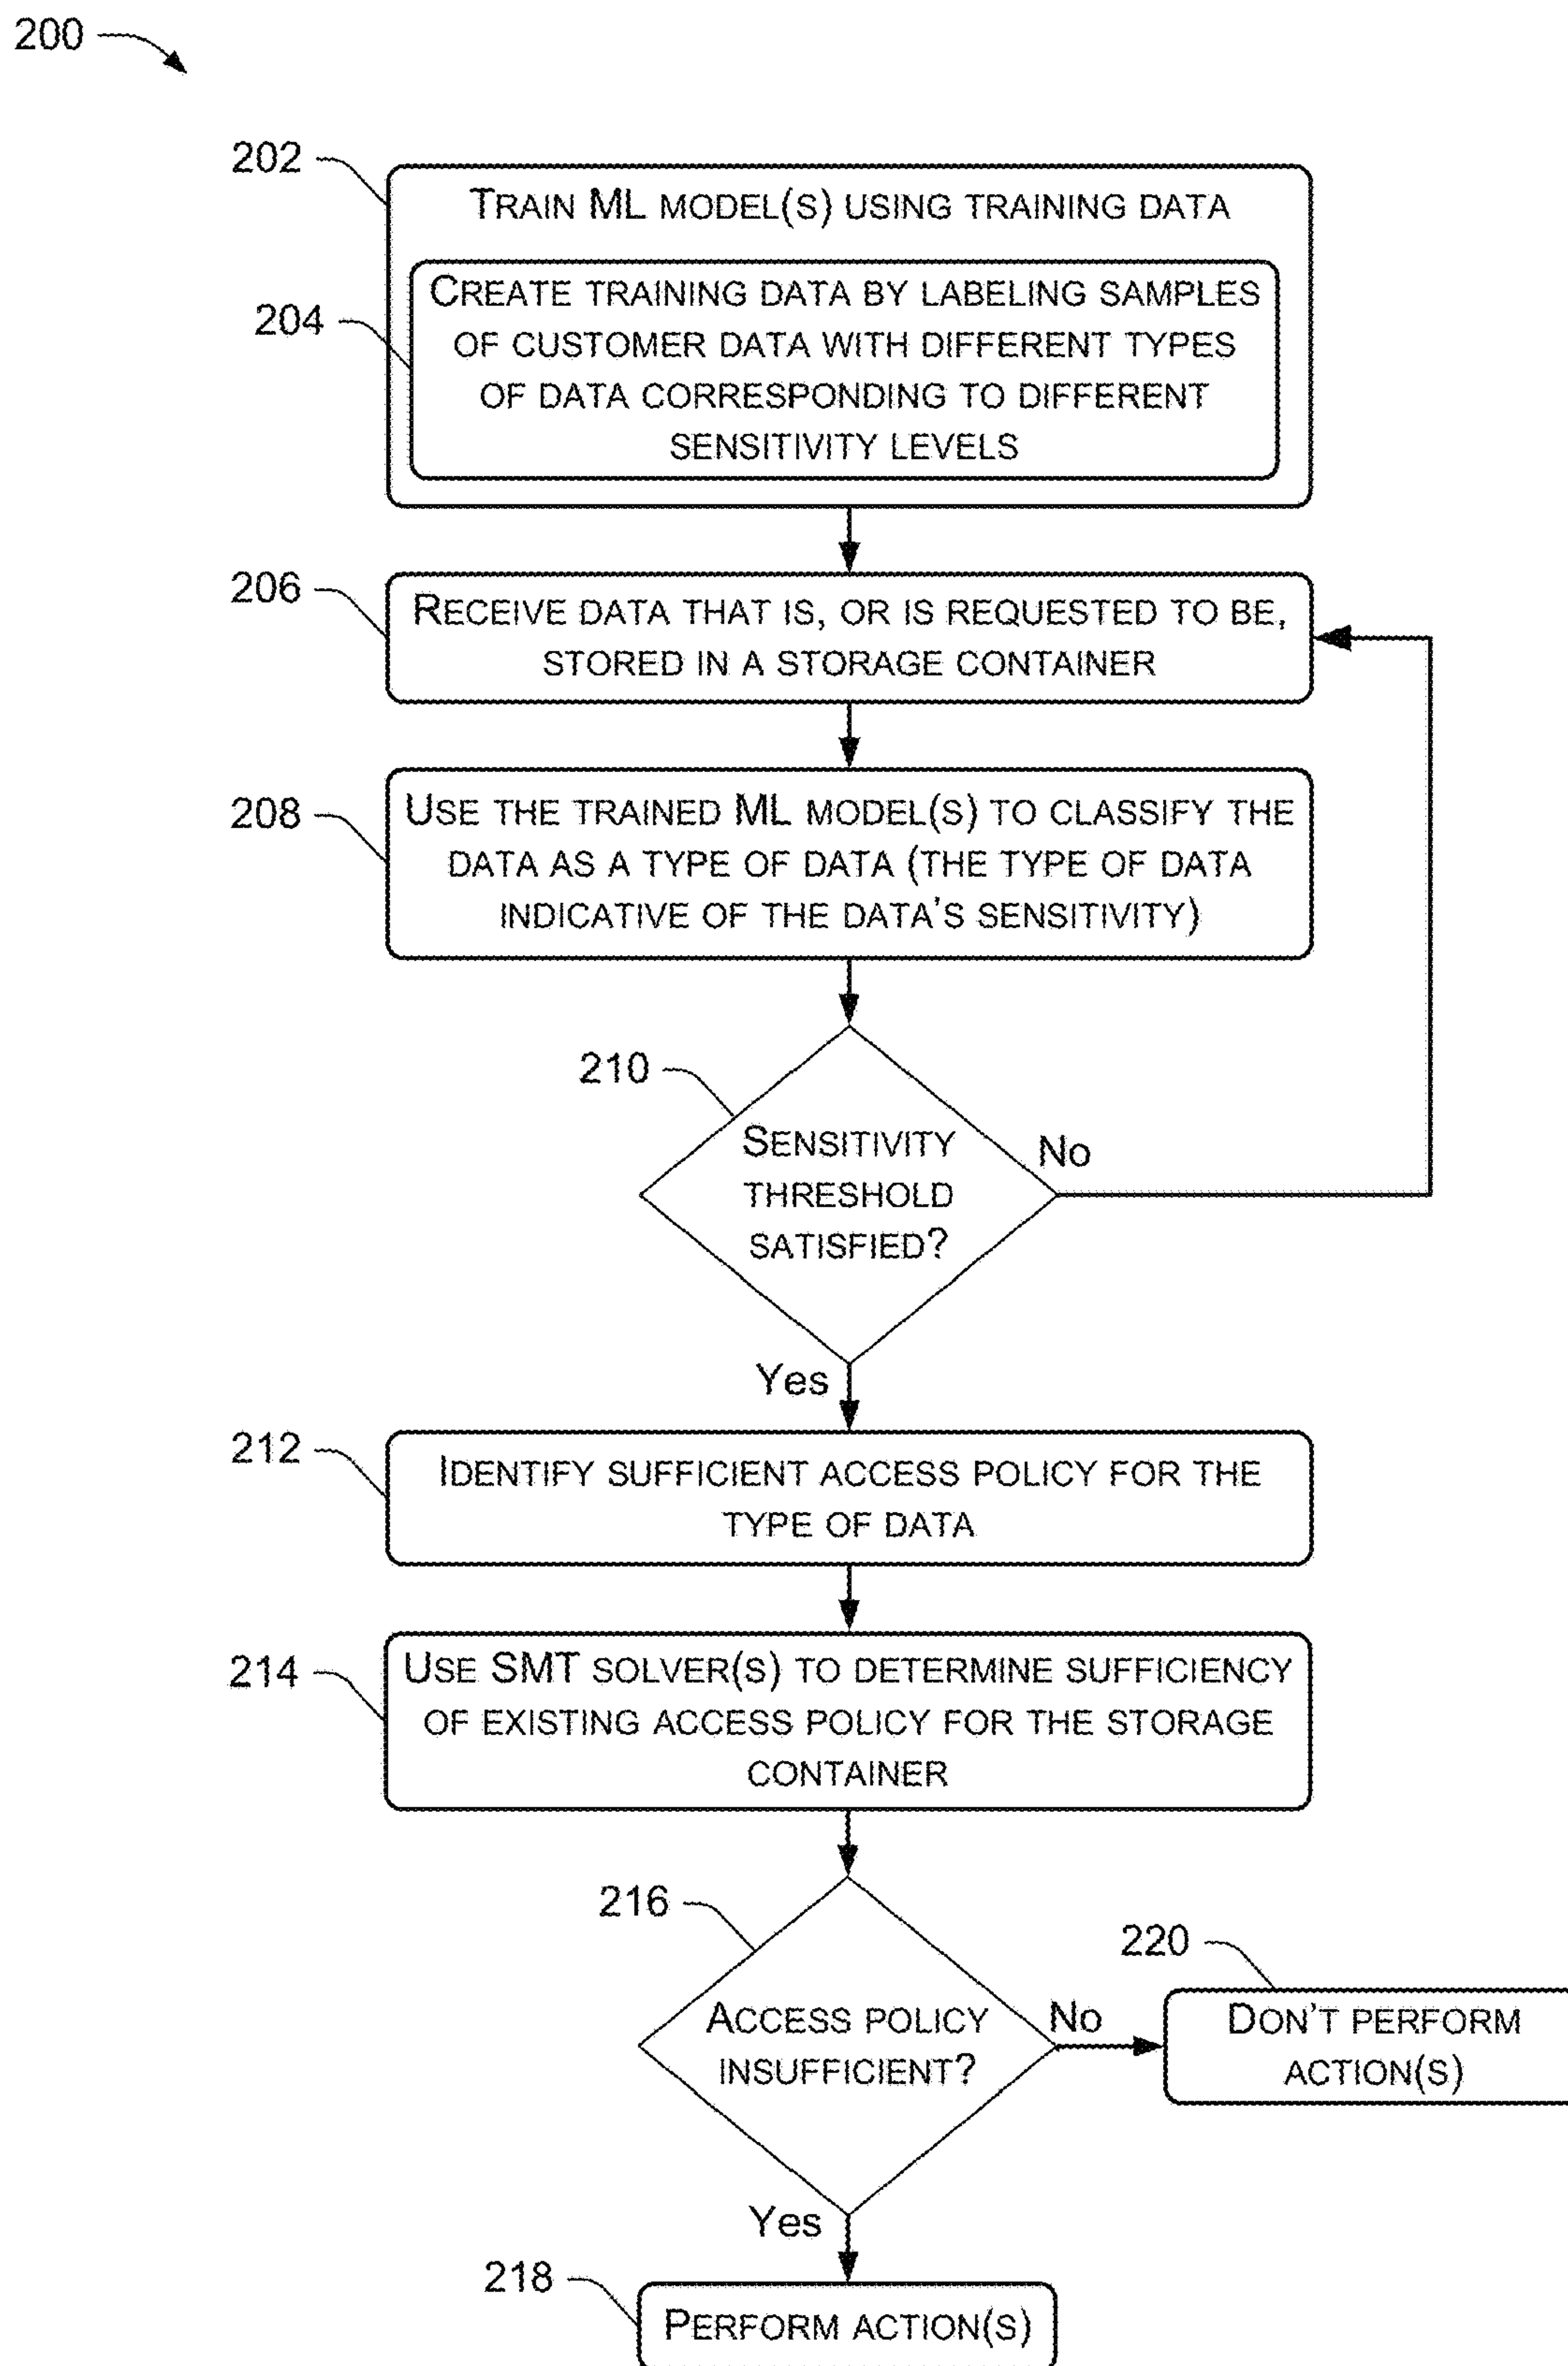 200
202
TRAIN ML MODEL(S) USING TRAINING DATA
204
CREATE TRAINING DATA BY LABELING SAMPLES
OF CUSTOMER DATA WITH DIFFERENT TYPES
OF DATA CORRESPONDING TO DIFFERENT
SENSITIVITY LEVELS
206
RECEIVE DATA THAT IS, OR IS REQUESTED TO BE,
STORED IN A STORAGE CONTAINER
208
USE THE TRAINED ML MODEL(S) TO CLASSIFY THE
DATA AS A TYPE OF DATA (THE TYPE OF DATA
INDICATIVE OF THE DATA'S SENSITIVITY)
210
SENSITIVITY
THRESHOLD
SATISFIED?
No
Yes
212
IDENTIFY SUFFICIENT ACCESS POLICY FOR THE
TYPE OF DATA
214
USE SMT SOLVER(S) TO DETERMINE SUFFICIENCY
OF EXISTING ACCESS POLICY FOR THE STORAGE
CONTAINER
216
ACCESS POLICY
INSUFFICIENT?
No
220
DON'T PERFORM
ACTION(S)
Yes
218
PERFORM ACTION(S)